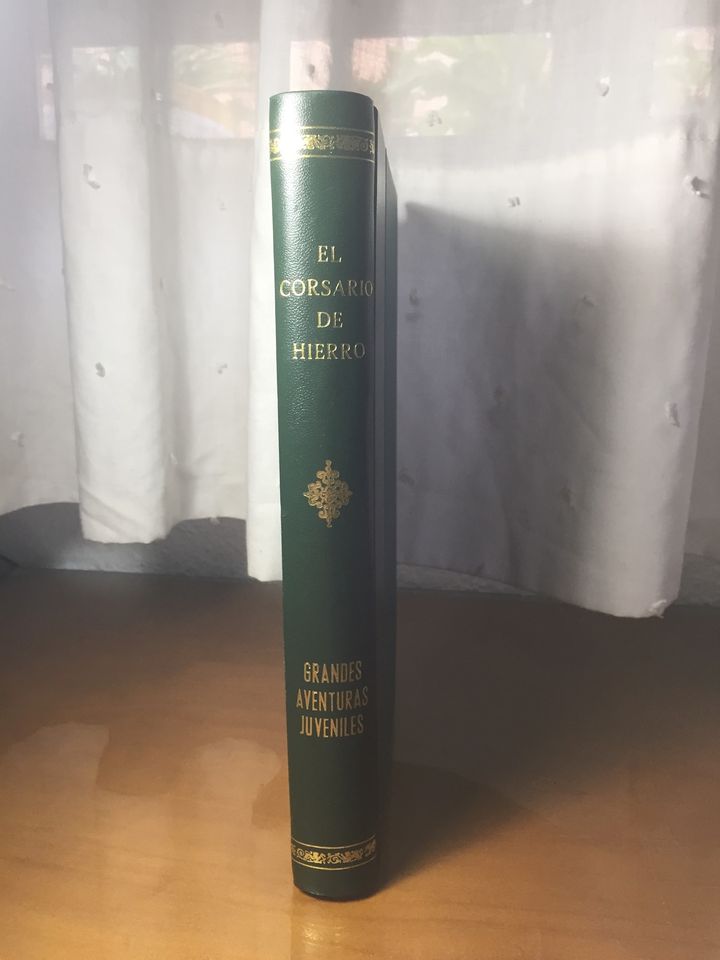 EL
CORSARIO
DE
HIERRO
GRANDES
AVENTURAS
JUVENILES